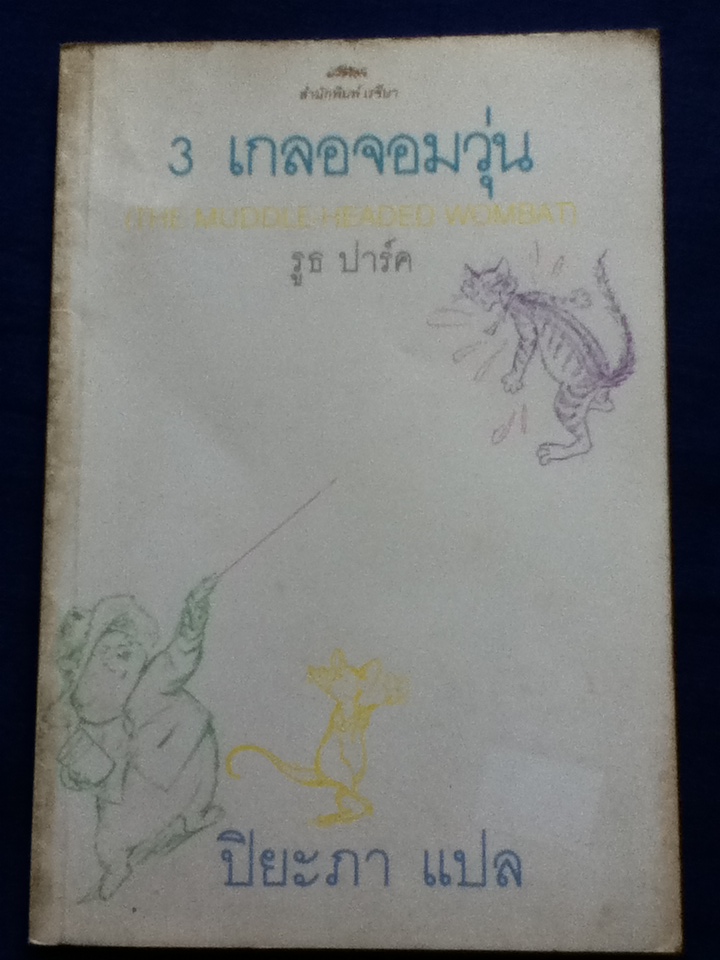 สำนักพิมพ์ เรจีนา
3 เกลอจอมวุ่น
(THE MUDDLE-HEADED WOMBAT)
รูธ ปาร์ค
ปิยะภา แปล